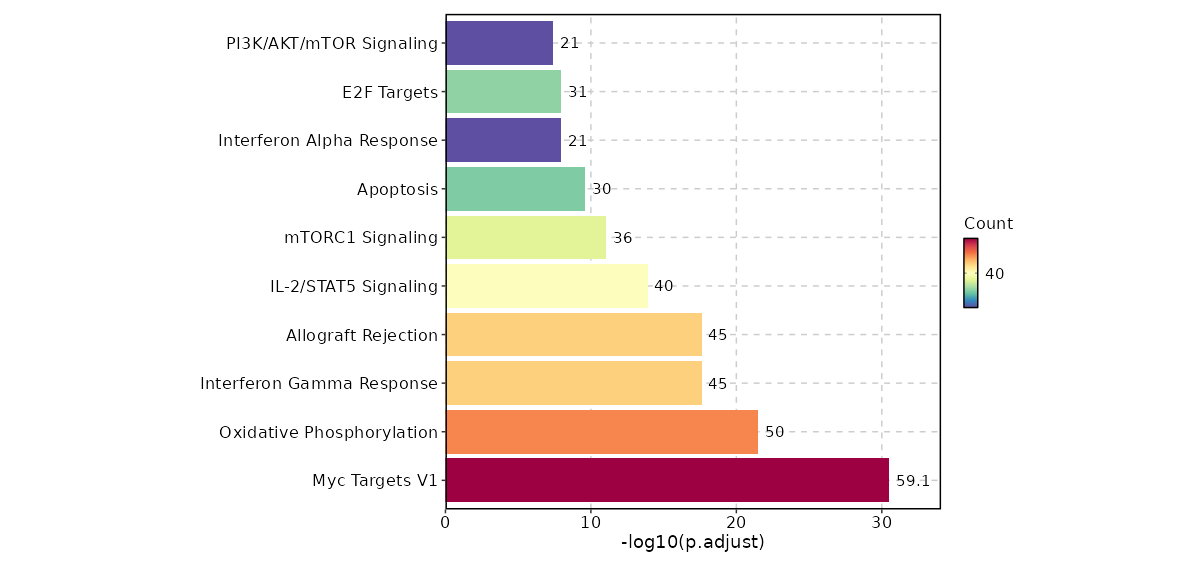 PI3K/AKT/mTOR Signaling 21
E2F Targets 31
Interferon Alpha Response 21
Apoptosis 30
mTORC1 Signaling 36
IL-2/STAT5 Signaling 40
Allograft Rejection 45
Interferon Gamma Response 45
Oxidative Phosphorylation 50
Myc Targets V1 59.1
0 10 20 30
-log10(p.adjust)
Count
40